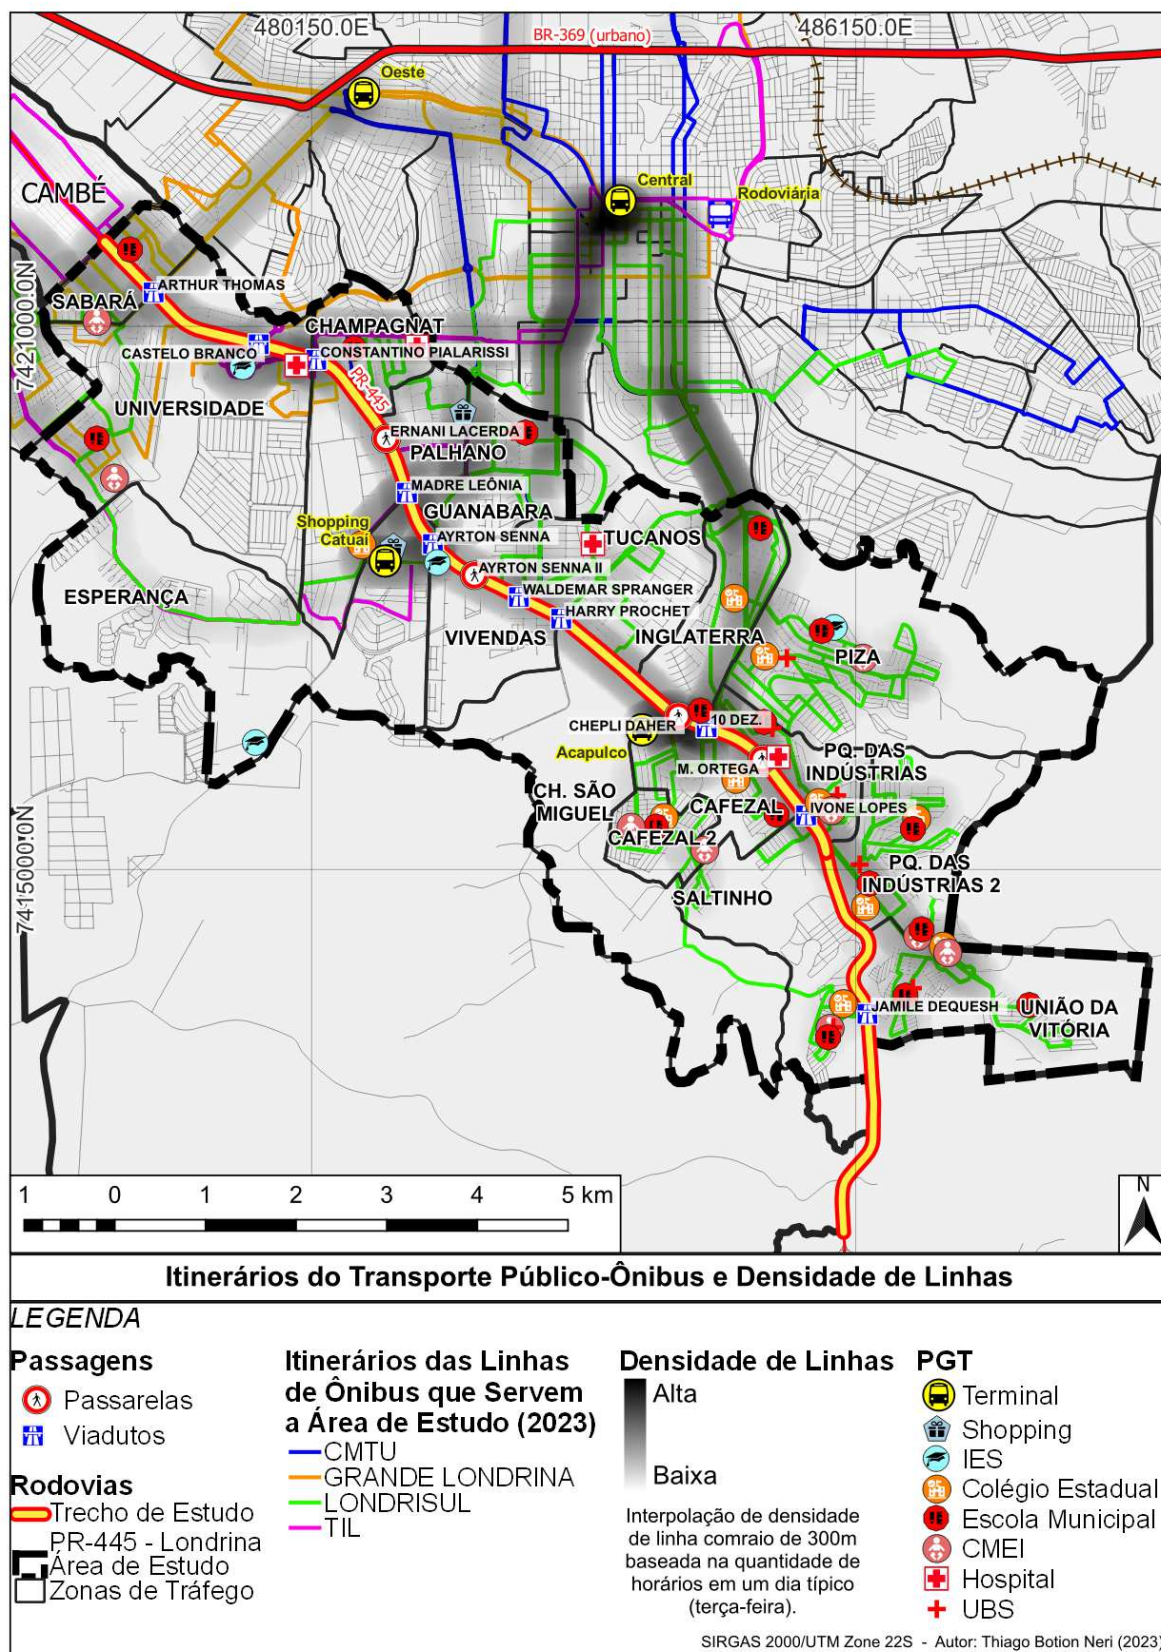 480150.0E
486150.0E
BR-369 (urbano)
Oeste
CAMBÉ
Central
Rodoviária
7421000.0N
ARTHUR THOMAS
SABARÁ
CHAMPAGNAT
CASTELO BRANCO
CONSTANTINO PIALARISSI
PR-445
UNIVERSIDADE
ERNANI LACERDA
PALHANO
MADRE LEÔNIA
GUANABARA
Shopping
Catuaí
AYRTON SENNA
TUCANOS
AYRTON SENNA II
ESPERANÇA
WALDEMAR SPRANGER
HARRY PROCHET
VIVENDAS
INGLATERRA
PIZA
CHEPLI DAHER
10 DEZ.
Acapulco
M. ORTEGA
PQ. DAS
INDÚSTRIAS
CH. SÃO
MIGUEL
CAFEZAL
IVONE LOPES
CAFEZAL 2
7415000.0N
PQ. DAS
INDÚSTRIAS 2
SALTINHO
JAMILE DEQUESH
UNIÃO DA
VITÓRIA
1 0 1 2 3 4 5 km
N
Itinerários do Transporte Público-Ônibus e Densidade de Linhas
LEGENDA
Passagens
Passarelas
Viadutos
Rodovias
Trecho de Estudo
PR-445 - Londrina
Área de Estudo
Zonas de Tráfego
Itinerários das Linhas
de Ônibus que Servem
a Área de Estudo (2023)
CMTU
GRANDE LONDRINA
LONDRISUL
TIL
Densidade de Linhas
Alta
Baixa
Interpolação de densidade
de linha comraio de 300m
baseada na quantidade de
horários em um dia típico
(terça-feira).
PGT
Terminal
Shopping
IES
Colégio Estadual
Escola Municipal
CMEI
Hospital
UBS
SIRGAS 2000/UTM Zone 22S - Autor: Thiago Botion Neri (2023)